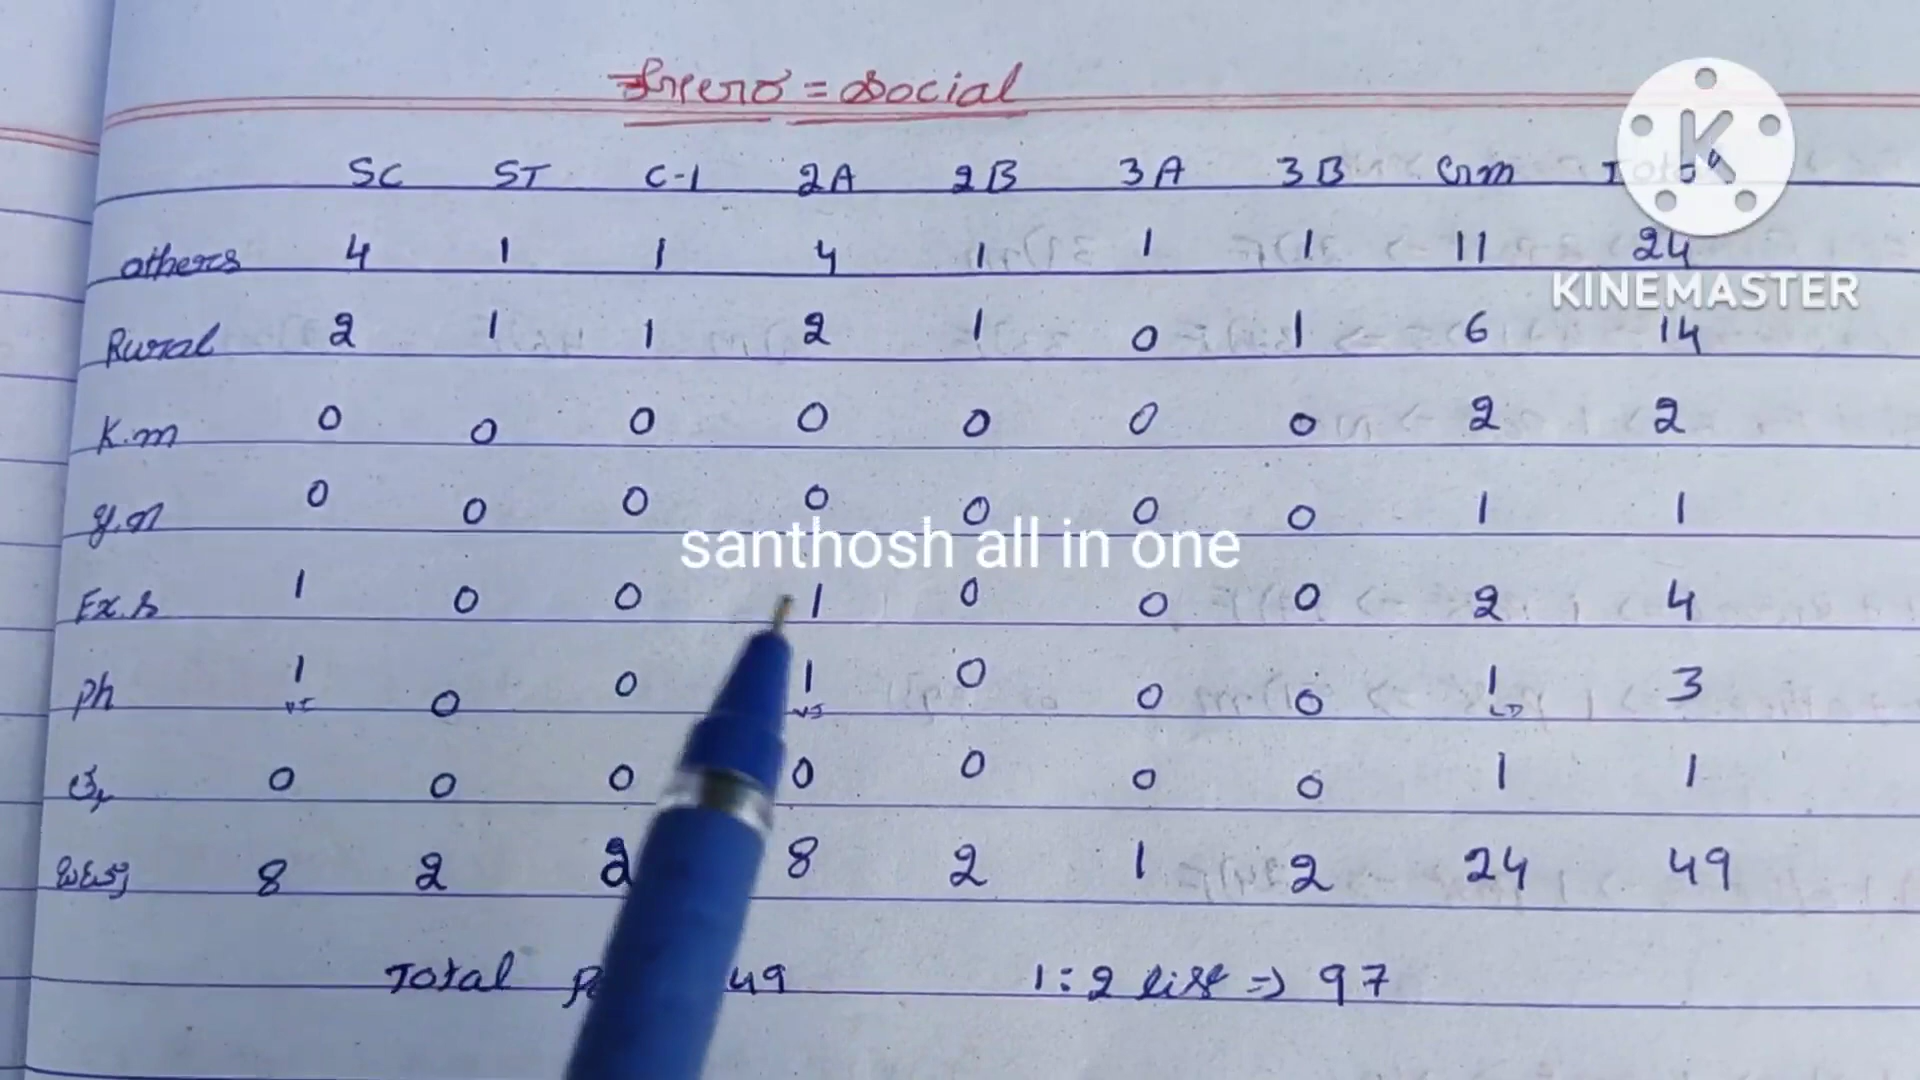 = Social
SC ST C-1 2A 2B 3A 3B Gm
others 4 1 1 4 1 1 1 11 24
Rural 2 1 1 2 1 0 1 6 14
K.m 0 0 0 0 0 0 0 2 2
0 0 0 0 0 0 0 1 1
Ex.s 1 0 0 1 0 0 0 2 4
Ph 1 0 0 1 0 0 0 1 3
0 0 0 0 0 0 0 1 1
8 2 2 8 2 1 2 24 49
Total 49 1:2 list => 97
K
KINEMASTER
santhosh all in one